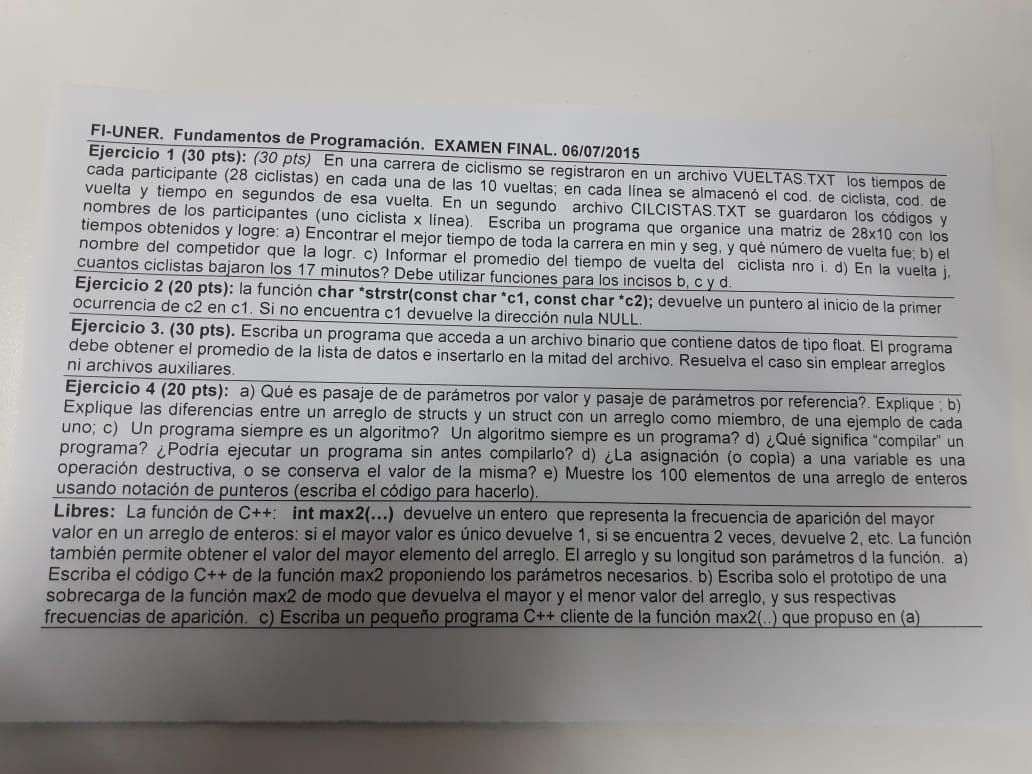 FI-UNER. Fundamentos de Programación. EXAMEN FINAL. 06/07/2015
Ejercicio 1 (30 pts): (30 pts) En una carrera de ciclismo se registraron en un archivo VUELTAS.TXT los tiempos de
cada participante (28 ciclistas) en cada una de las 10 vueltas; en cada línea se almacenó el cod. de ciclista, cod. de
vuelta y tiempo en segundos de esa vuelta. En un segundo archivo CILCISTAS.TXT se guardaron los códigos y
nombres de los participantes (uno ciclista x línea). Escriba un programa que organice una matriz de 28x10 con los
tiempos obtenidos y logre: a) Encontrar el mejor tiempo de toda la carrera en min y seg, y qué número de vuelta fue; b) el
nombre del competidor que la logr. c) Informar el promedio del tiempo de vuelta del ciclista nro i. d) En la vuelta j,
cuantos ciclistas bajaron los 17 minutos? Debe utilizar funciones para los incisos b, c y d.
Ejercicio 2 (20 pts): la función char *strstr(const char *c1, const char *c2); devuelve un puntero al inicio de la primer
ocurrencia de c2 en c1. Si no encuentra c1 devuelve la dirección nula NULL.
Ejercicio 3. (30 pts). Escriba un programa que acceda a un archivo binario que contiene datos de tipo float. El programa
debe obtener el promedio de la lista de datos e insertarlo en la mitad del archivo. Resuelva el caso sin emplear arreglos
ni archivos auxiliares.
Ejercicio 4 (20 pts): a) Qué es pasaje de de parámetros por valor y pasaje de parámetros por referencia?. Explique ; b)
Explique las diferencias entre un arreglo de structs y un struct con un arreglo como miembro, de una ejemplo de cada
uno; c) Un programa siempre es un algoritmo? Un algoritmo siempre es un programa? d) ¿Qué significa "compilar" un
programa? ¿Podría ejecutar un programa sin antes compilarlo? d) ¿La asignación (o copia) a una variable es una
operación destructiva, o se conserva el valor de la misma? e) Muestre los 100 elementos de una arreglo de enteros
usando notación de punteros (escriba el código para hacerlo).
Libres: La función de C++: int max2(...) devuelve un entero que representa la frecuencia de aparición del mayor
valor en un arreglo de enteros: si el mayor valor es único devuelve 1, si se encuentra 2 veces, devuelve 2, etc. La función
también permite obtener el valor del mayor elemento del arreglo. El arreglo y su longitud son parámetros d la función. a)
Escriba el código C++ de la función max2 proponiendo los parámetros necesarios. b) Escriba solo el prototipo de una
sobrecarga de la función max2 de modo que devuelva el mayor y el menor valor del arreglo, y sus respectivas
frecuencias de aparición. c) Escriba un pequeño programa C++ cliente de la función max2(..) que propuso en (a)